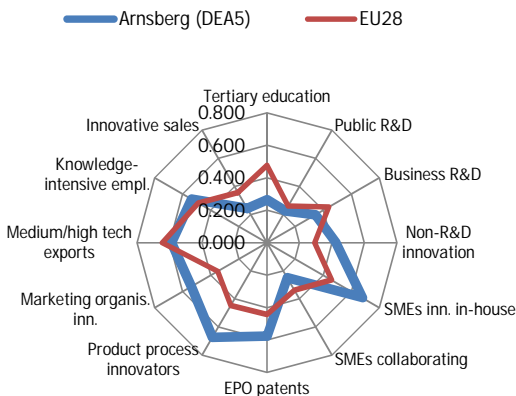 Arnsberg (DEA5)
EU28
Tertiary education
Public R&D
Business R&D
Non-R&D
innovation
SMEs inn. in-house
SMEs collaborating
EPO patents
Product process
innovators
Marketing organis.
inn.
Medium/high tech
exports
Knowledge-
intensive empl.
Innovative sales
0.800
0.600
0.400
0.200
0.000